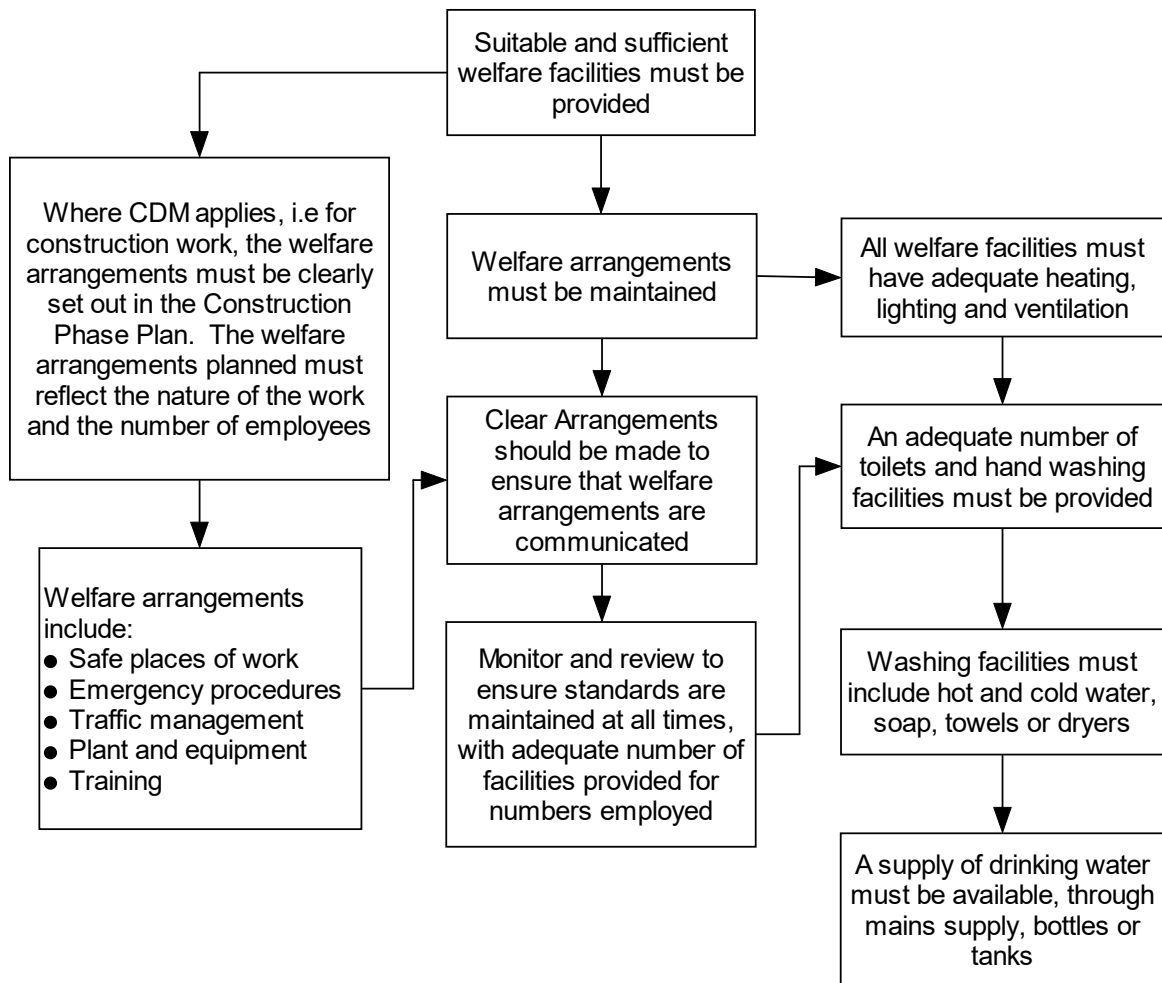 Suitable and sufficient
welfare facilities must be
provided
Where CDM applies, i.e for
construction work, the welfare
arrangements must be clearly
set out in the Construction
Phase Plan.  The welfare
arrangements planned must
reflect the nature of the work
and the number of employees
Welfare arrangements
must be maintained
All welfare facilities must
have adequate heating,
lighting and ventilation
Clear Arrangements
should be made to
ensure that welfare
arrangements are
communicated
An adequate number of
toilets and hand washing
facilities must be provided
Welfare arrangements
include:
● Safe places of work
● Emergency procedures
● Traffic management
● Plant and equipment
● Training
Monitor and review to
ensure standards are
maintained at all times,
with adequate number of
facilities provided for
numbers employed
Washing facilities must
include hot and cold water,
soap, towels or dryers
A supply of drinking water
must be available, through
mains supply, bottles or
tanks